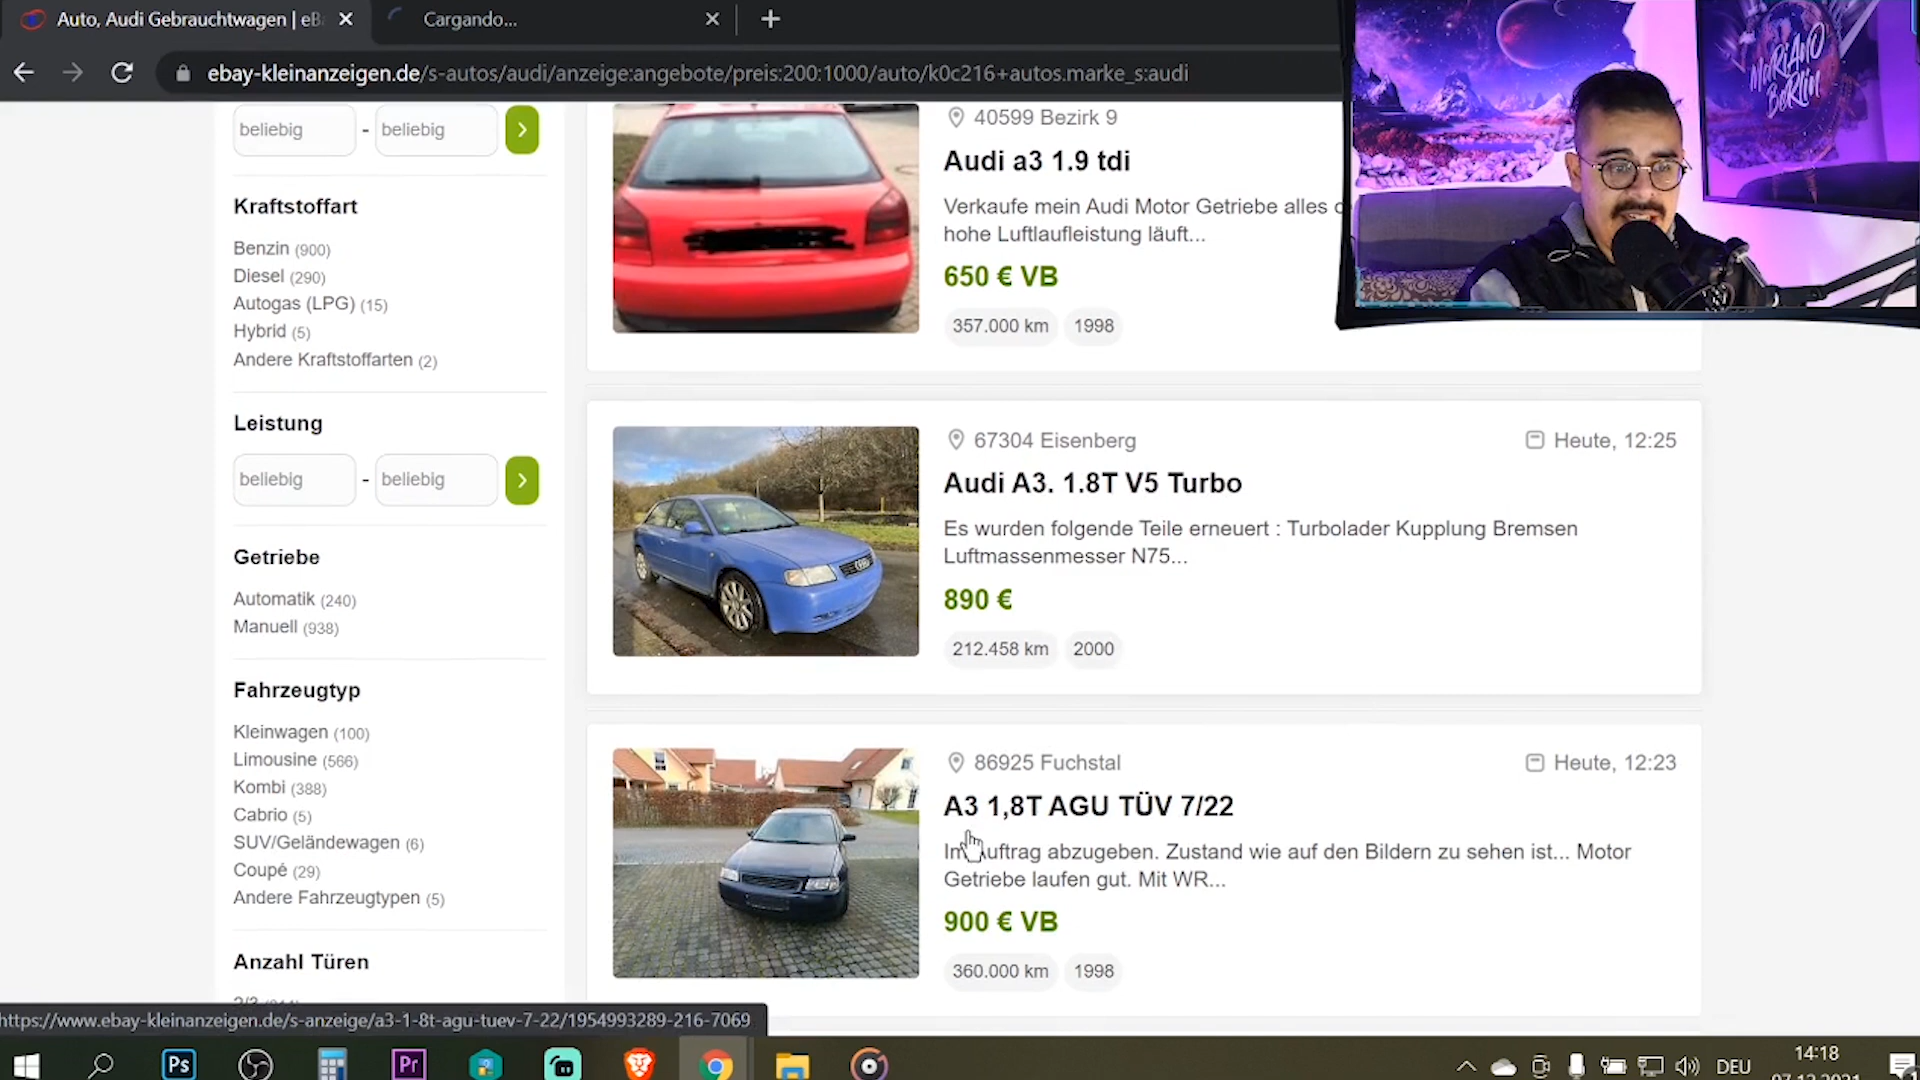 Auto, Audi Gebrauchtwagen | eB
Cargando...
ebay-kleinanzeigen.de/s-autos/audi/anzeige:angebote/preis:200:1000/auto/k0c216+autos.marke_s:audi
MaRiANO
BeRlIN
beliebig - beliebig
Kraftstoffart
Benzin (900)
Diesel (290)
Autogas (LPG) (15)
Hybrid (5)
Andere Kraftstoffarten (2)
Leistung
beliebig - beliebig
Getriebe
Automatik (240)
Manuell (938)
Fahrzeugtyp
Kleinwagen (100)
Limousine (566)
Kombi (388)
Cabrio (5)
SUV/Geländewagen (6)
Coupé (29)
Andere Fahrzeugtypen (5)
Anzahl Türen
40599 Bezirk 9
Audi a3 1.9 tdi
Verkaufe mein Audi Motor Getriebe alles
hohe Luftlaufleistung läuft...
650 € VB
357.000 km 1998
67304 Eisenberg Heute, 12:25
Audi A3. 1.8T V5 Turbo
Es wurden folgende Teile erneuert : Turbolader Kupplung Bremsen
Luftmassenmesser N75...
890 €
212.458 km 2000
86925 Fuchstal Heute, 12:23
A3 1,8T AGU TÜV 7/22
Im Auftrag abzugeben. Zustand wie auf den Bildern zu sehen ist... Motor
Getriebe laufen gut. Mit WR...
900 € VB
360.000 km 1998
https://www.ebay-kleinanzeigen.de/s-anzeige/a3-1-8t-agu-tuev-7-22/1954993289-216-7069
Ps
Pr
DEU
14:18